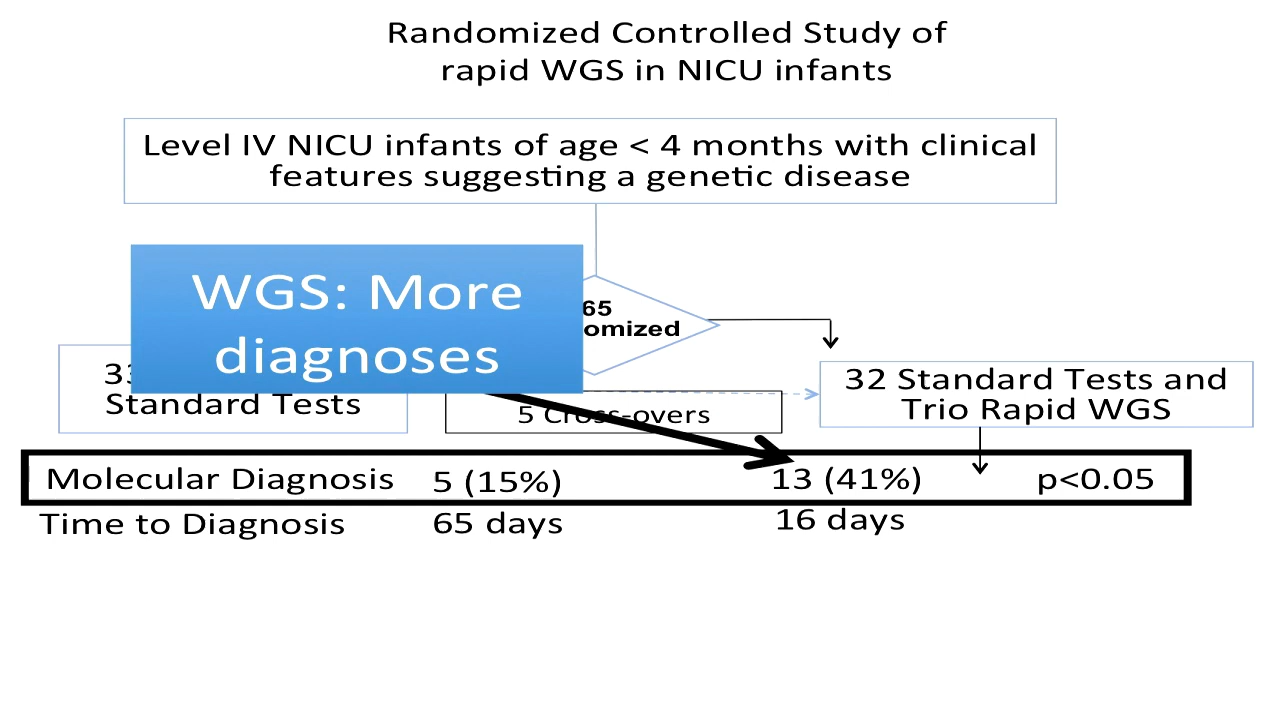 Randomized Controlled Study of
rapid WGS in NICU infants
Level IV NICU infants of age < 4 months with clinical
features suggesting a genetic disease
WGS: More
diagnoses
65
Standard Tests
5 Cross-overs
32 Standard Tests and
Trio Rapid WGS
Molecular Diagnosis 5 (15%) 13 (41%) p<0.05
Time to Diagnosis 65 days 16 days